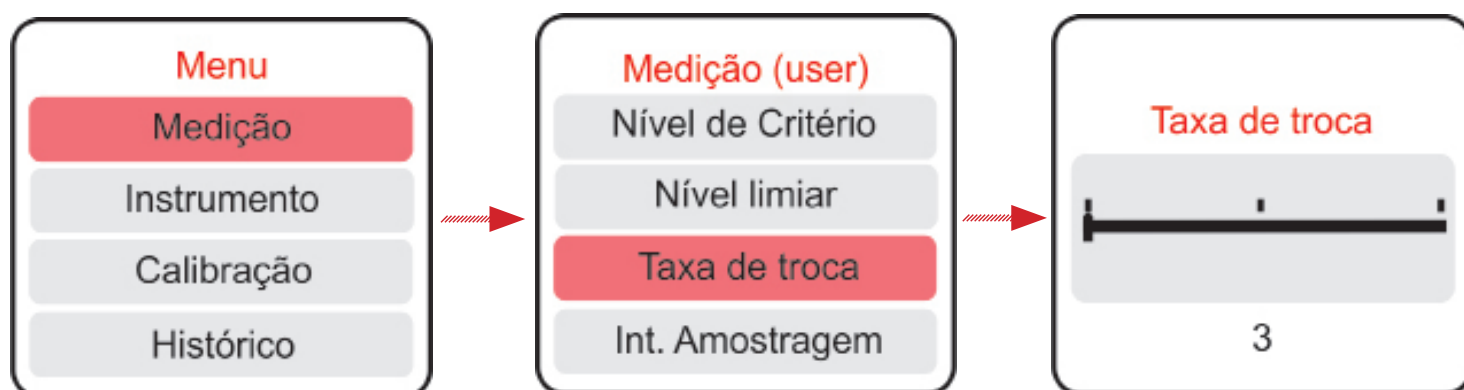 Menu
Medição
Instrumento
Calibração
Histórico
Medição (user)
Nível de Critério
Nível limiar
Taxa de troca
Int. Amostragem
Taxa de troca
3